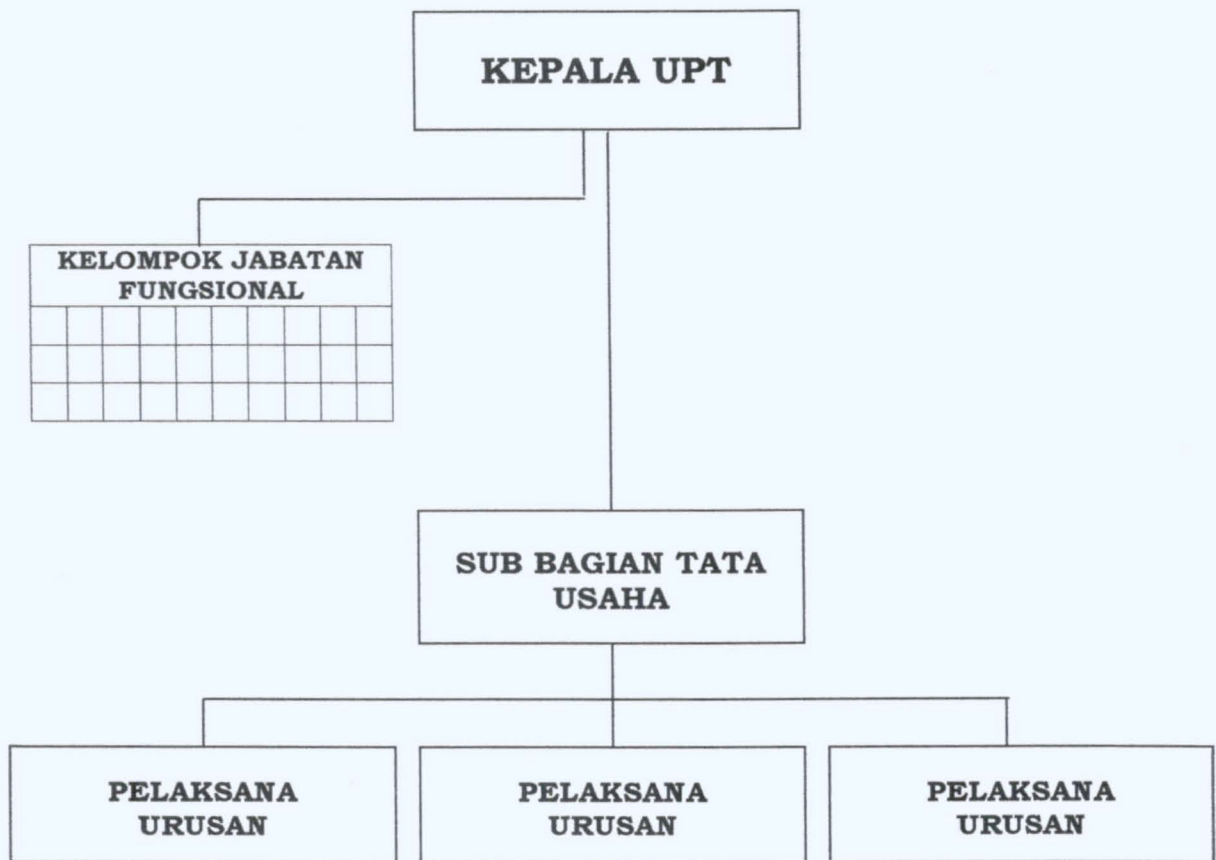 KEPALA UPT
KELOMPOK JABATAN
FUNGSIONAL
SUB BAGIAN TATA
USAHA
PELAKSANA
URUSAN
PELAKSANA
URUSAN
PELAKSANA
URUSAN